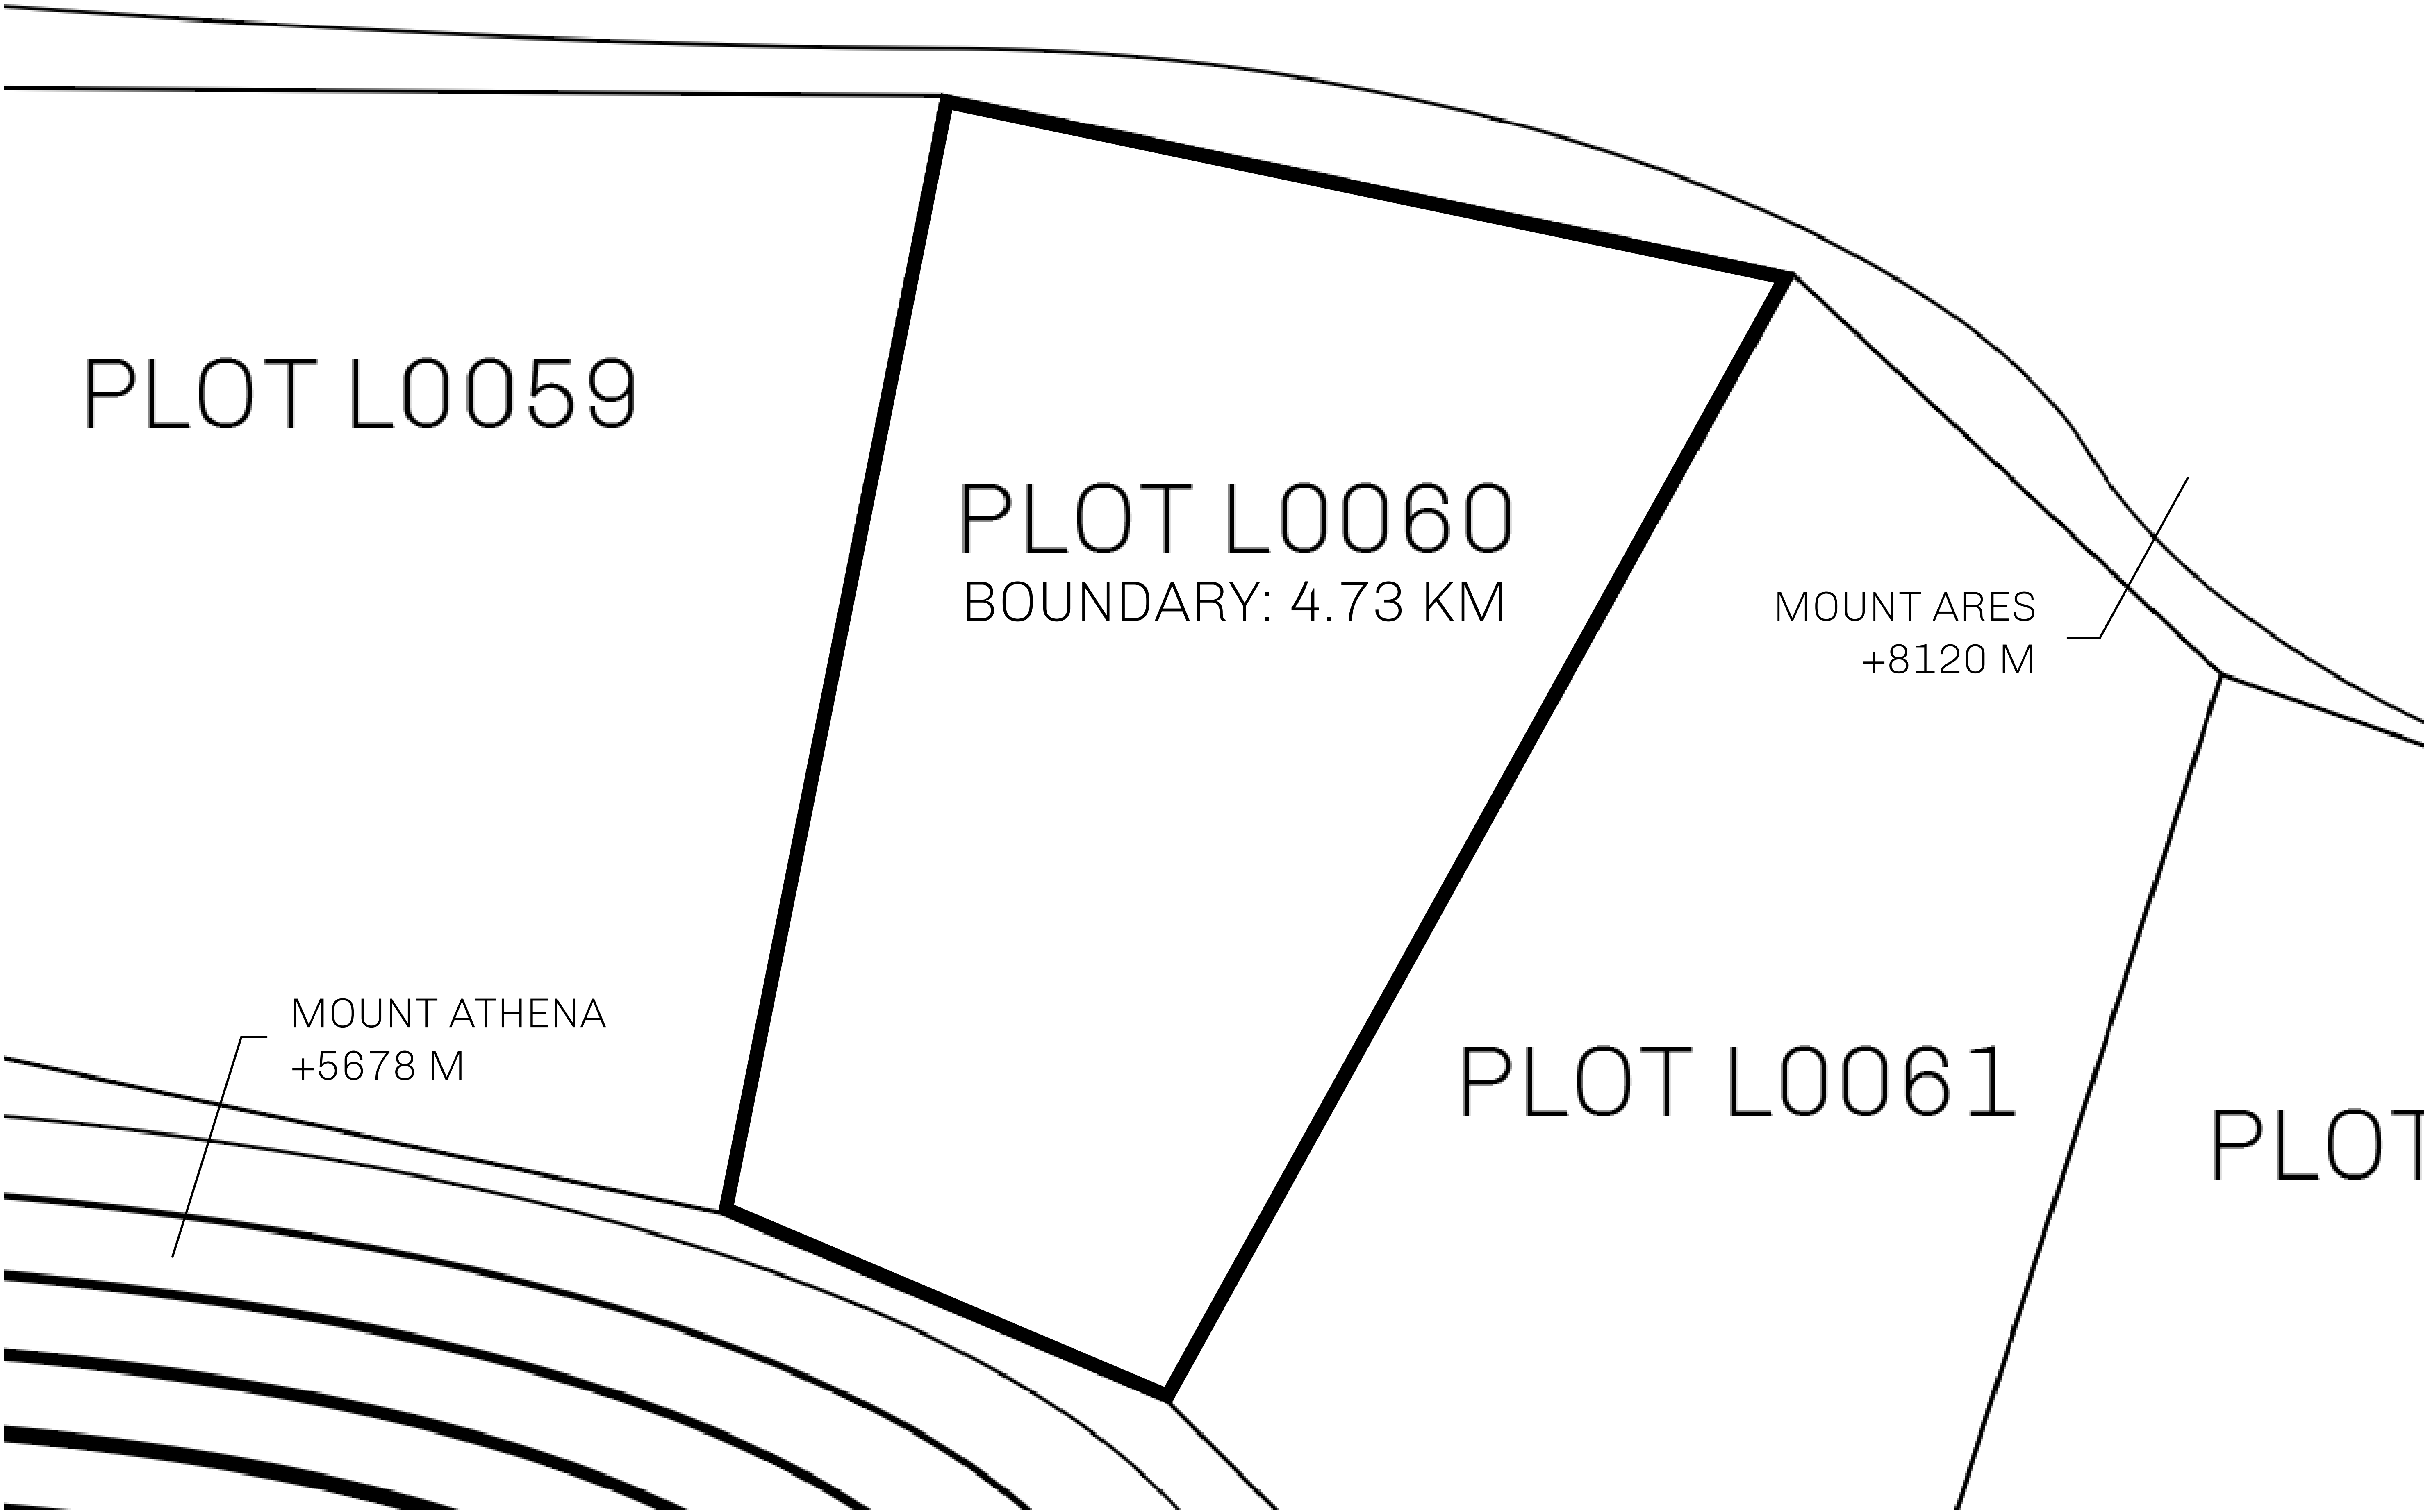 PLOT L0059
PLOT L0060
BOUNDARY: 4.73 KM
MOUNT ARES
+8120 M
MOUNT ATHENA
+5678 M
PLOT L0061
PLOT